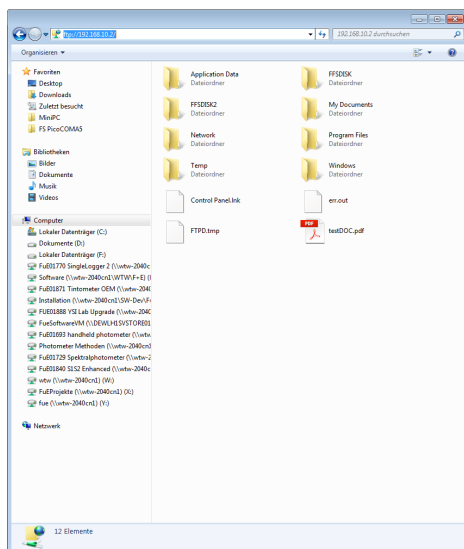 ftp://192.168.10.2/
192.168.10.2 durchsuchen
Organisieren
Favoriten
Desktop
Downloads
Zuletzt besucht
MiniPC
FS PicoCOMA5
Bibliotheken
Bilder
Dokumente
Musik
Videos
Computer
Lokaler Datenträger (C:)
Dokumente (D:)
Lokaler Datenträger (F:)
FuE01770 SingleLogger 2 (\\wtw-2040c
Software (\\wtw-2040cn1\WTW\F+E) (
FuE01871 Tintometer OEM (\\wtw-204
Installation (\\wtw-2040cn1\SW-Dev\F
FUE01888 YSI Lab Upgrade (\\wtw-204
FueSoftwareVM (\\DEWLH1SVSTORE01
FuE01693 handheld photometer (\\wt
Photometer Methoden (\\wtw-2040cn
FuE01729 Spektralphotometer (\\wtw-2
FuE01840 S1S2 Enhanced (\\wtw-2040c
wtw (\\wtw-2040cn1) (W:)
FuEProjekte (\\wtw-2040cn1) (X:)
fue (\\wtw-2040cn1) (Y:)
Netzwerk
Application Data
Dateiordner
FFSDISK
Dateiordner
FFSDISK2
Dateiordner
My Documents
Dateiordner
Network
Dateiordner
Program Files
Dateiordner
Temp
Dateiordner
Windows
Dateiordner
Control Panel.lnk
err.out
FTPD.tmp
PDF
testDOC.pdf
12 Elemente